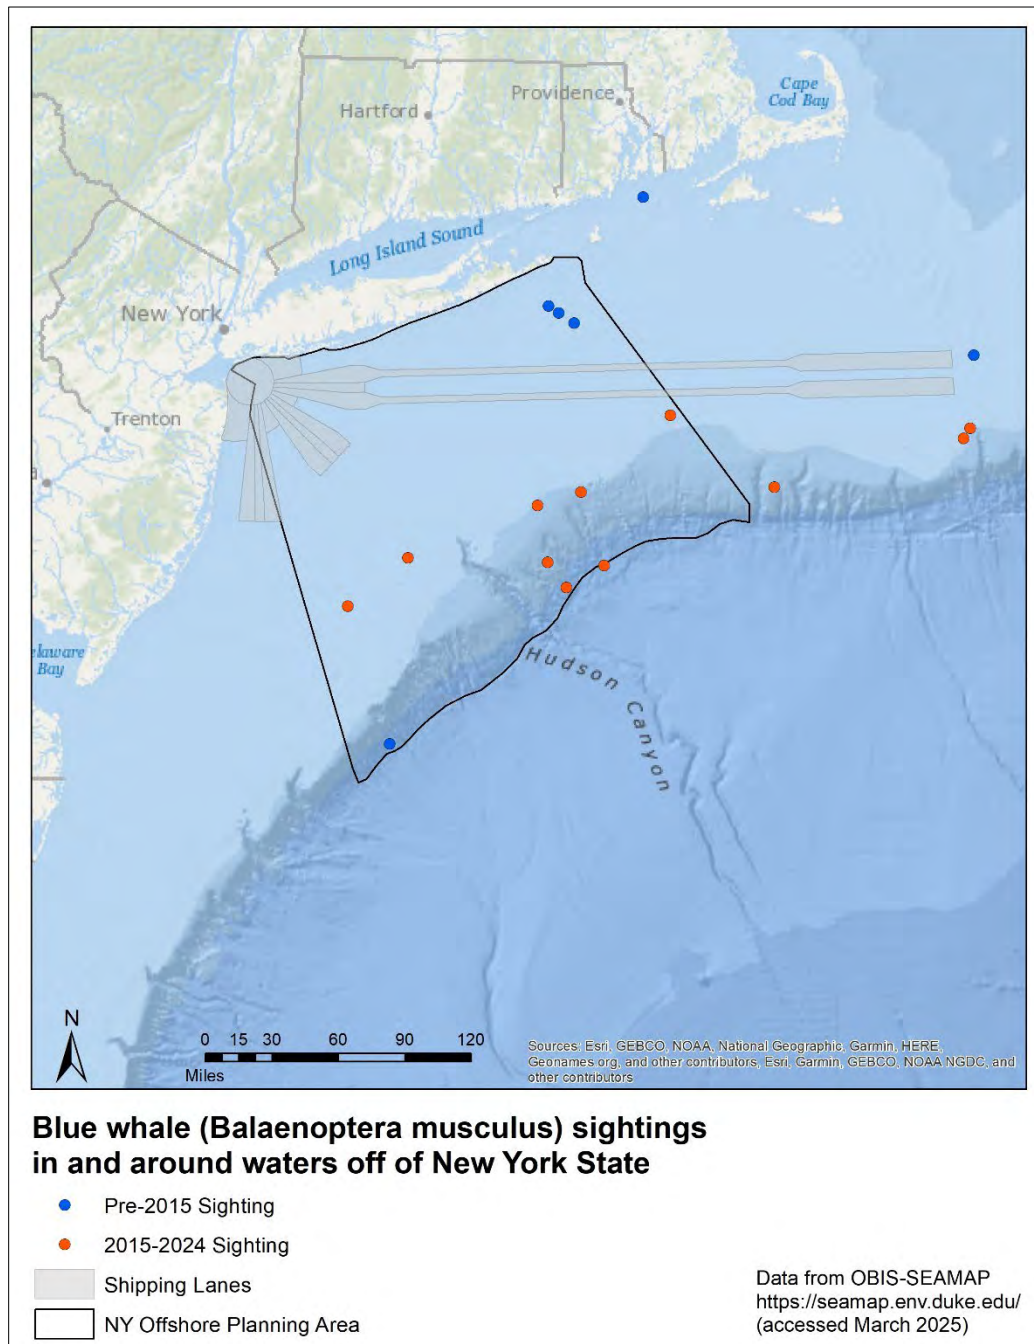 Cape
Cod Bay
Providence
Hartford
Long Island Sound
New York
Trenton
a
elaware
Bay
Hudson Canyon
N
0 15 30 60 90 120
Miles
Sources: Esri, GEBCO, NOAA, National Geographic, Garmin, HERE,
Geonames.org, and other contributors, Esri, Garmin, GEBCO, NOAA NGDC, and
other contributors
Blue whale (Balaenoptera musculus) sightings
in and around waters off of New York State
Pre-2015 Sighting
2015-2024 Sighting
Shipping Lanes
NY Offshore Planning Area
Data from OBIS-SEAMAP
https://seamap.env.duke.edu/
(accessed March 2025)